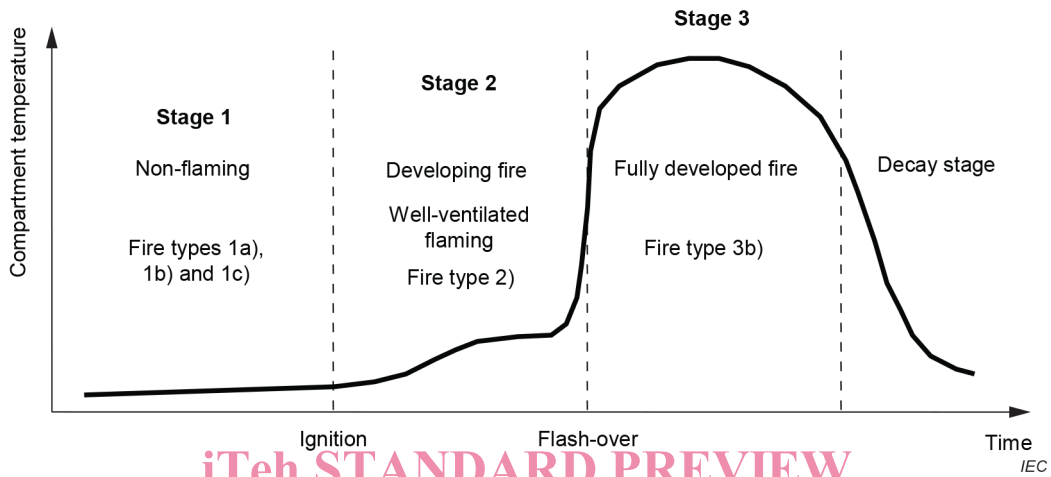 Compartment temperature
Stage 1
Non-flaming
Fire types 1a),
1b) and 1c)
Stage 2
Developing fire
Well-ventilated
flaming
Fire type 2)
Stage 3
Fully developed fire
Fire type 3b)
Decay stage
Ignition
Flash-over
Time
IEC
iTeh STANDARD PREVIEW